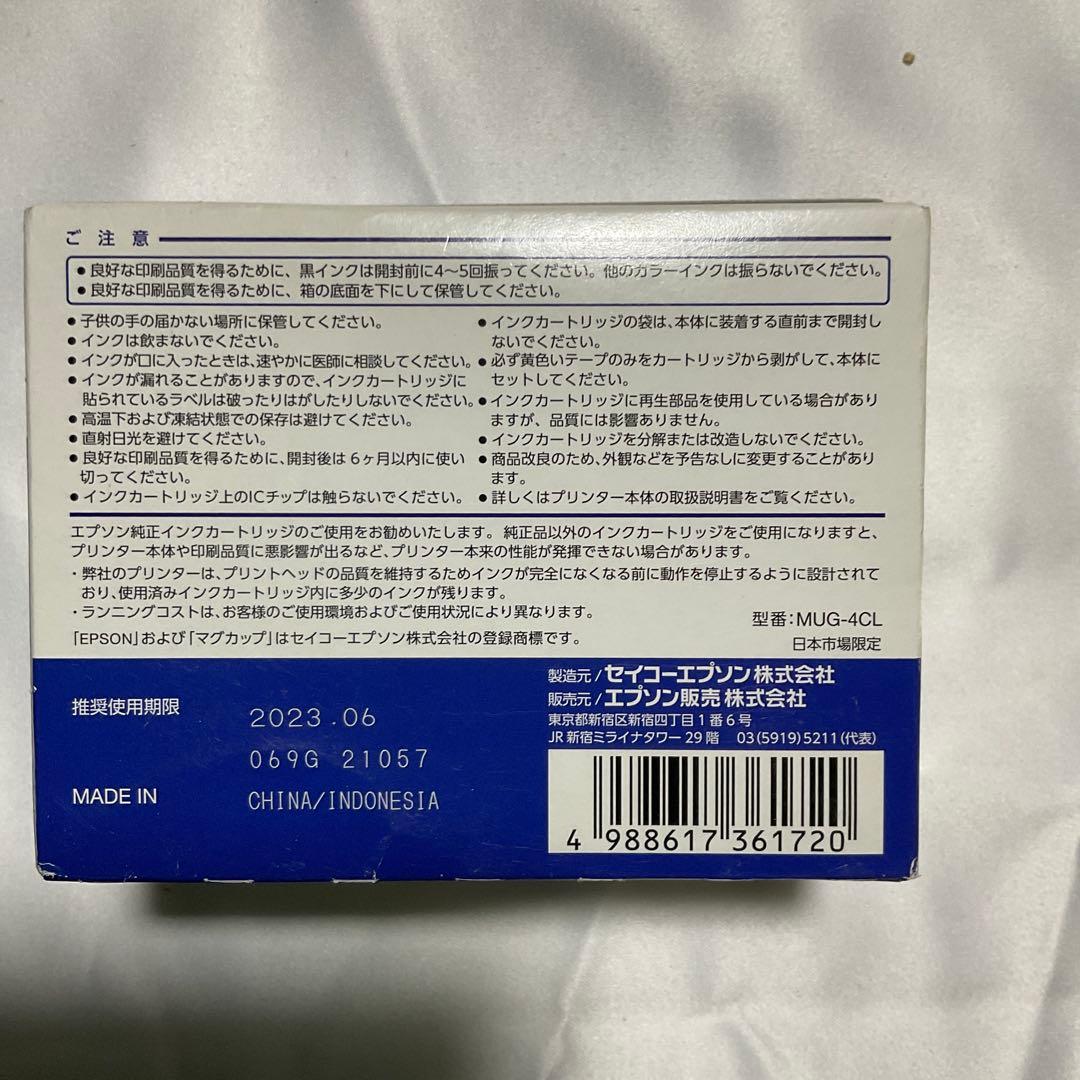 ご注意
●良好な印刷品質を得るために、黒インクは開封前に4〜5回振ってください。他のカラーインクは振らないでください。
●良好な印刷品質を得るために、箱の底面を下にして保管してください。
●子供の手の届かない場所に保管してください。
●インクは飲まないでください。
●インクが口に入ったときは、速やかに医師に相談してください。
●インクが漏れることがありますので、インクカートリッジに
貼られているラベルは破ったりはがしたりしないでください。
●高温下および凍結状態での保存は避けてください。
●直射日光を避けてください。
●良好な印刷品質を得るために、開封後は6ヶ月以内に使い
切ってください。
●インクカートリッジ上のICチップは触らないでください。
●インクカートリッジの袋は、本体に装着する直前まで開封し
ないでください。
●必ず黄色いテープのみをカートリッジから剥がして、本体に
セットしてください。
●インクカートリッジに再生部品を使用している場合があり
ますが、品質には影響ありません。
●インクカートリッジを分解または改造しないでください。
●商品改良のため、外観などを予告なしに変更することがあり
ます。
●詳しくはプリンター本体の取扱説明書をご覧ください。
エプソン純正インクカートリッジのご使用をお勧めいたします。純正品以外のインクカートリッジをご使用になりますと、
プリンター本体や印刷品質に悪影響が出るなど、プリンター本来の性能が発揮できない場合があります。
・弊社のプリンターは、プリントヘッドの品質を維持するためインクが完全になくなる前に動作を停止するように設計されて
おり、使用済みインクカートリッジ内に多少のインクが残ります。
・ランニングコストは、お客様のご使用環境およびご使用状況により異なります。
「EPSON」および「マグカップ」はセイコーエプソン株式会社の登録商標です。
型番：MUG-4CL
日本市場限定
推奨使用期限
2023.06
069G 21057
MADE IN
CHINA/INDONESIA
製造元/セイコーエプソン株式会社
販売元/エプソン販売株式会社
東京都新宿区新宿四丁目1番6号
JR新宿ミライナタワー29階 03(5919)5211(代表)
4 988617 361720